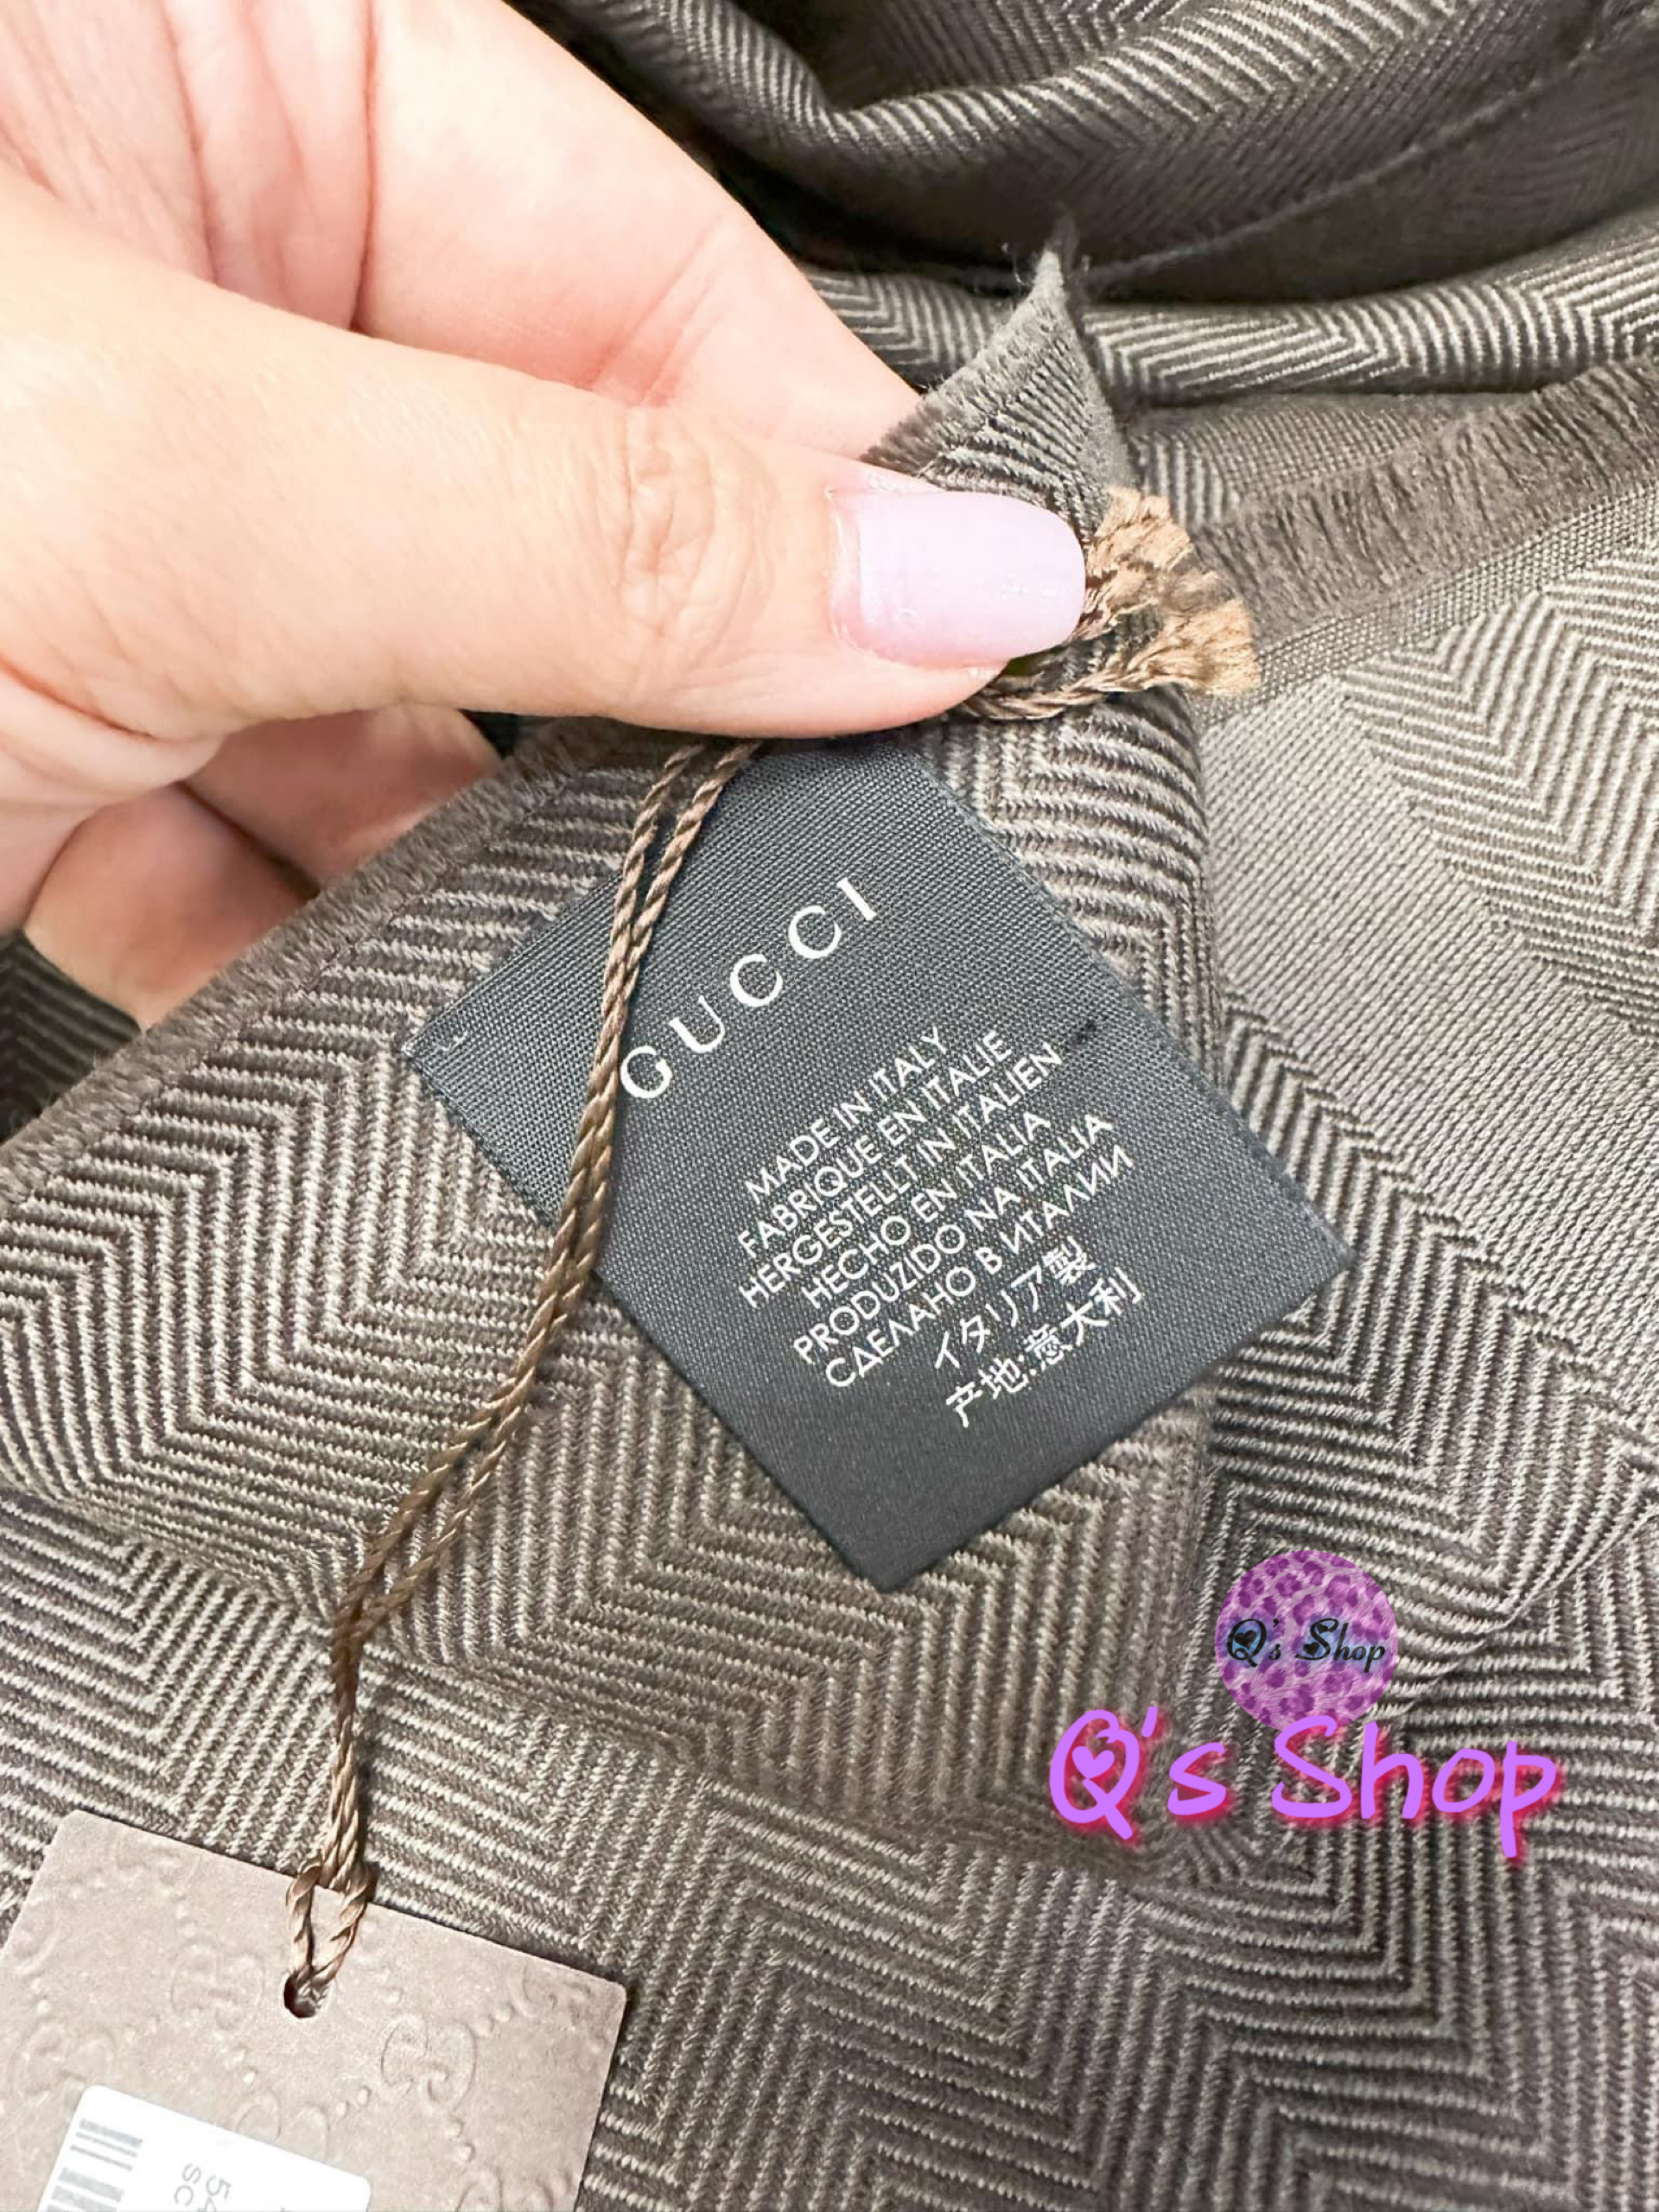 GUCCI
MADE IN ITALY
FABRIQUE EN ITALIE
HERGESTELLT IN ITALIEN
HECHO EN ITALIA
PRODUZIDO NA ITALIA
СДЕЛАНО В ИТАЛИИ
イタリア製
产地:意大利
Q's Shop
Q's Shop